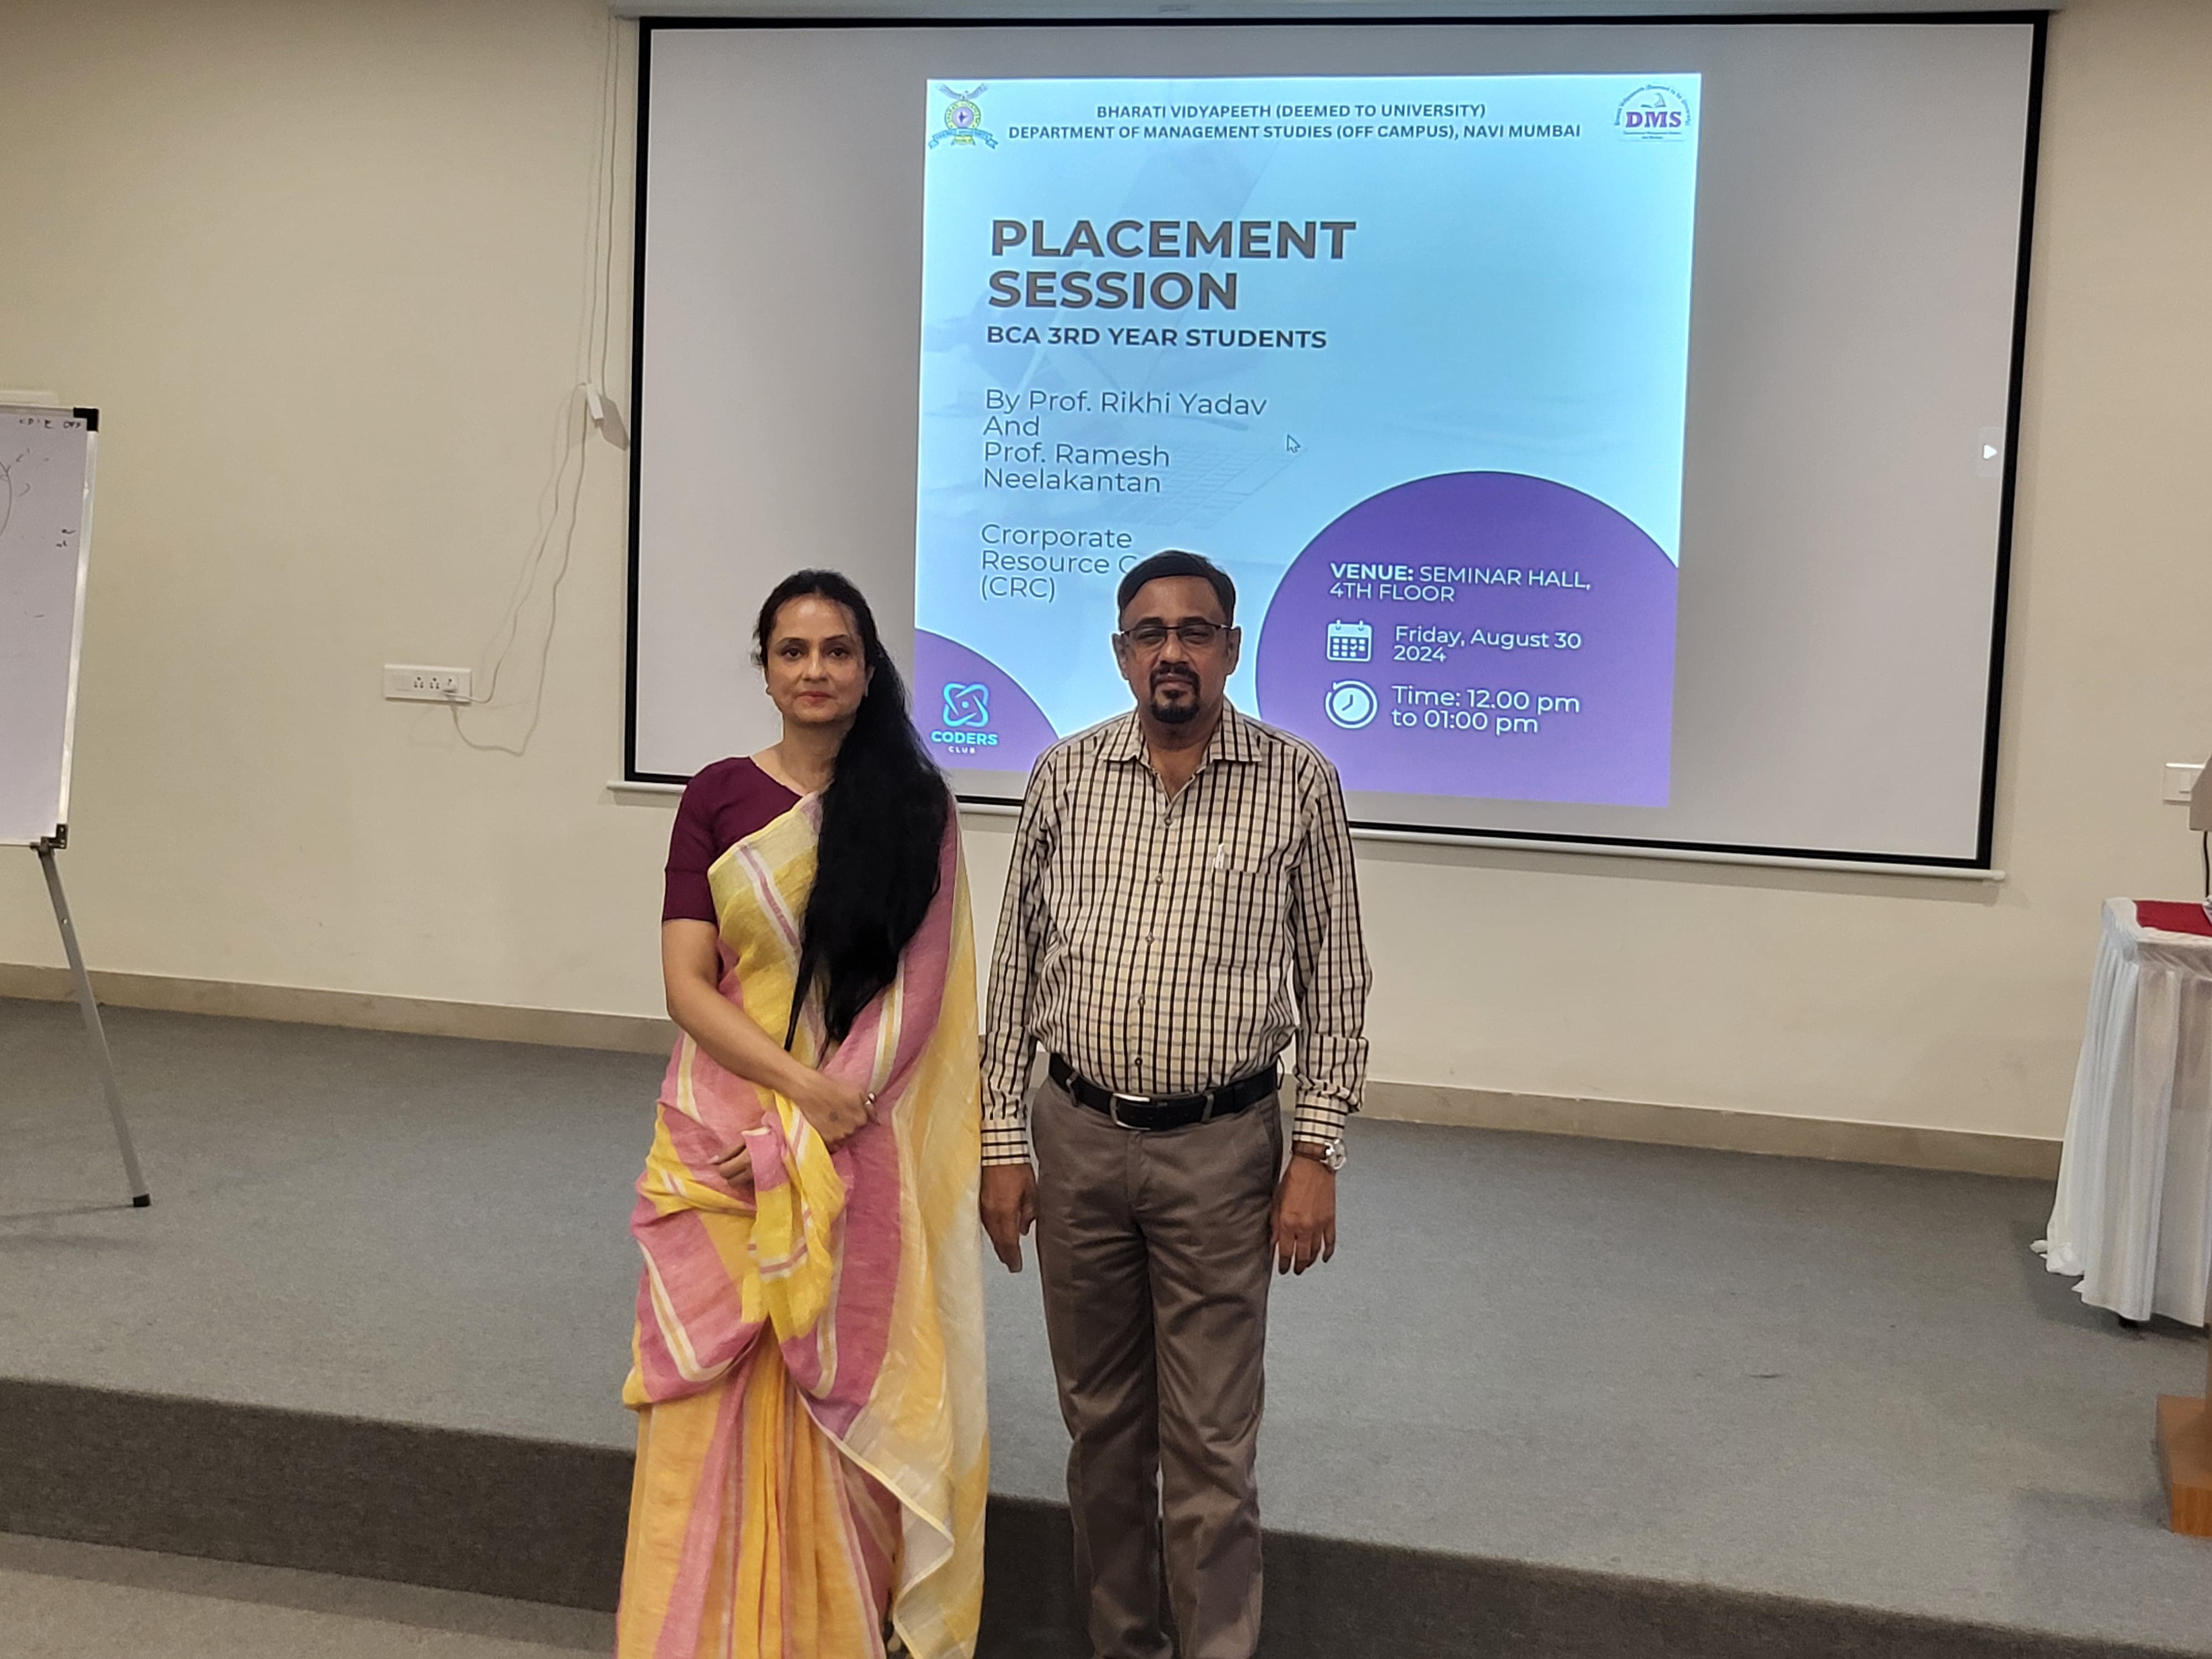 BHARATI VIDYAPEETH (DEEMED TO UNIVERSITY)
DEPARTMENT OF MANAGEMENT STUDIES (OFF CAMPUS), NAVI MUMBAI
DMS
PLACEMENT
SESSION
BCA 3RD YEAR STUDENTS
By Prof. Rikhi Yadav
And
Prof. Ramesh
Neelakantan
Crorporate
Resource C
(CRC)
VENUE: SEMINAR HALL,
4TH FLOOR
Friday, August 30
2024
Time: 12.00 pm
to 01:00 pm
CODERS
CLUB